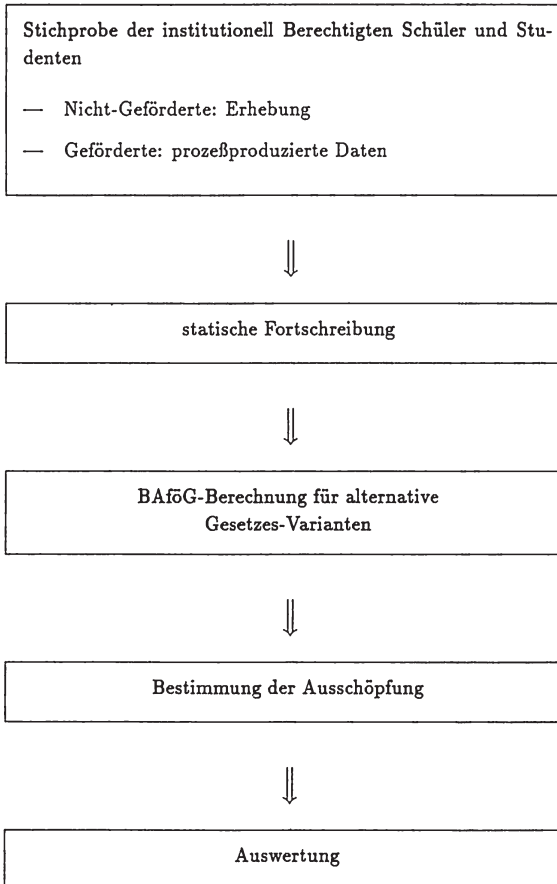 Stichprobe der institutionell Berechtigten Schüler und Stu-
denten
— Nicht-Geförderte: Erhebung
— Geförderte: prozeßproduzierte Daten
⇓
statische Fortschreibung
⇓
BAföG-Berechnung für alternative
Gesetzes-Varianten
⇓
Bestimmung der Ausschöpfung
⇓
Auswertung